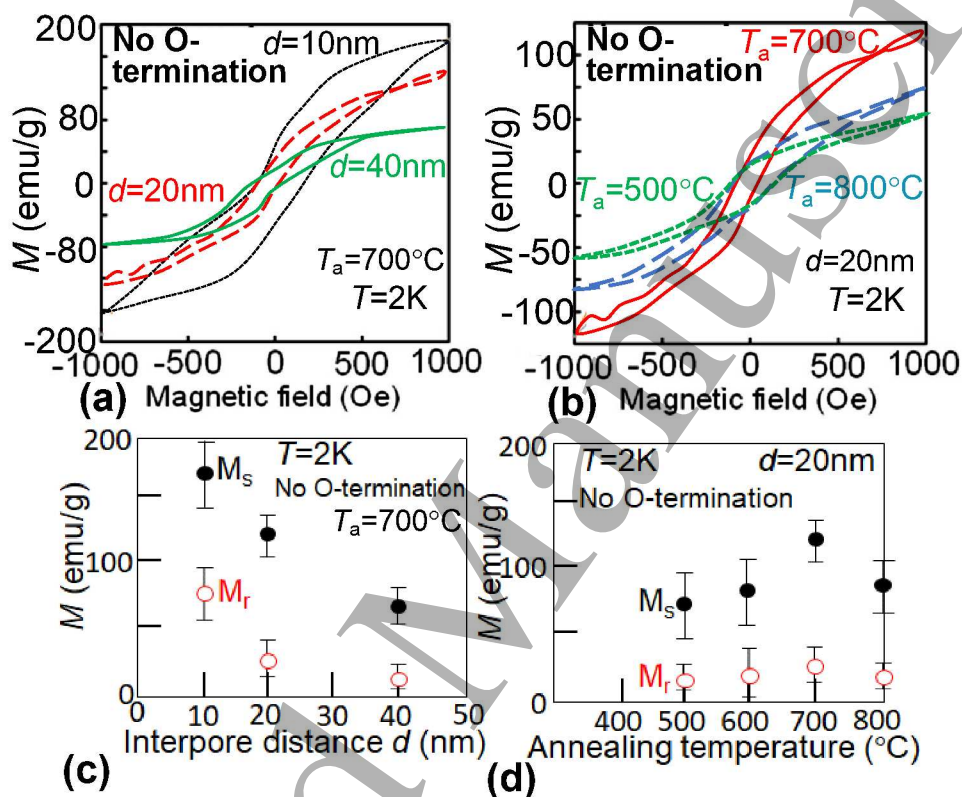 No O-termination
d=10nm
d=20nm
d=40nm
Ta=700°C
T=2K
M (emu/g)
200
80
0
-80
-200
-1000 -500 0 500 1000
Magnetic field (Oe)
(a)
No O-termination
Ta=700°C
Ta=500°C
Ta=800°C
d=20nm
T=2K
M (emu/g)
100
50
0
-50
-100
-1000 -500 0 500 1000
Magnetic field (Oe)
(b)
T=2K
No O-termination
Ta=700°C
Ms
Mr
M (emu/g)
200
100
0
0 10 20 30 40 50
Interpore distance d (nm)
(c)
T=2K d=20nm
No O-termination
Ms
Mr
M (emu/g)
200
100
0
400 500 600 700 800
Annealing temperature (°C)
(d)